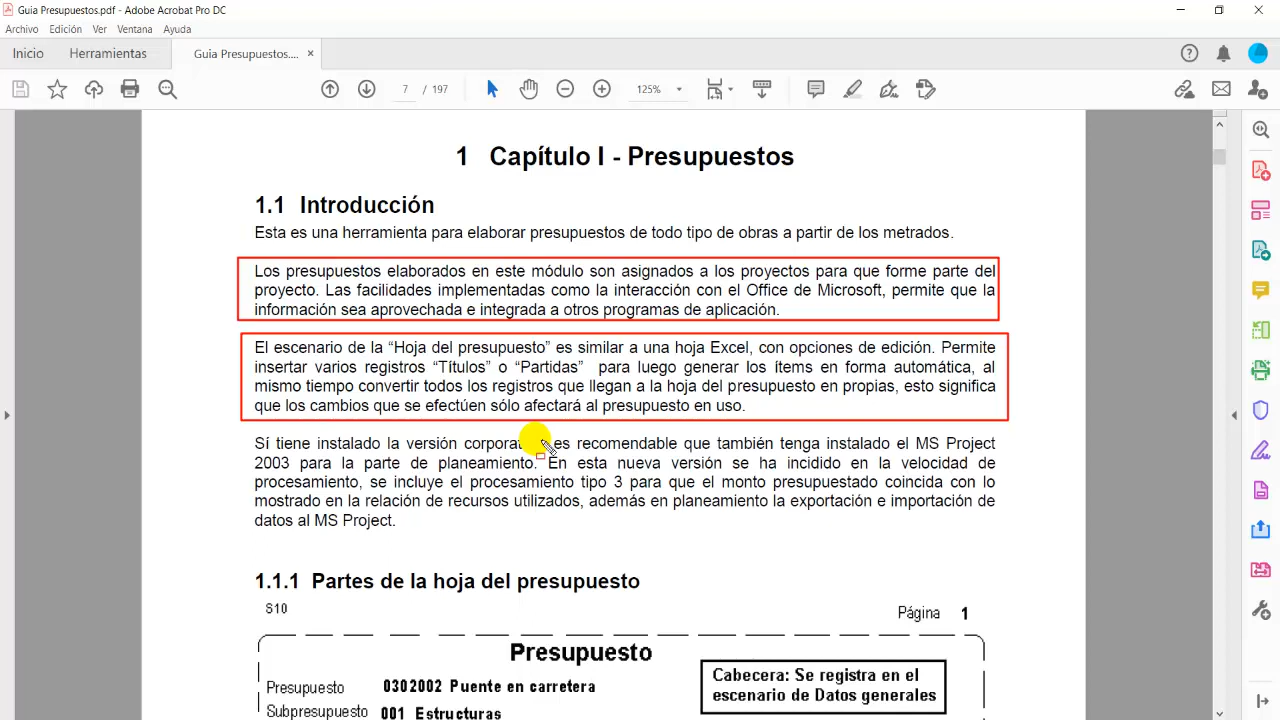 Guia Presupuestos.pdf - Adobe Acrobat Pro DC
Archivo Edición Ver Ventana Ayuda
Inicio Herramientas Guia Presupuestos.... ×
7 / 197 125%
1 Capítulo I - Presupuestos
1.1 Introducción
Esta es una herramienta para elaborar presupuestos de todo tipo de obras a partir de los metrados.
Los presupuestos elaborados en este módulo son asignados a los proyectos para que forme parte del
proyecto. Las facilidades implementadas como la interacción con el Office de Microsoft, permite que la
información sea aprovechada e integrada a otros programas de aplicación.
El escenario de la “Hoja del presupuesto” es similar a una hoja Excel, con opciones de edición. Permite
insertar varios registros “Títulos” o “Partidas” para luego generar los ítems en forma automática, al
mismo tiempo convertir todos los registros que llegan a la hoja del presupuesto en propias, esto significa
que los cambios que se efectúen sólo afectará al presupuesto en uso.
Sí tiene instalado la versión es recomendable que también tenga instalado el MS Project
2003 para la parte de planeamiento. En esta nueva versión se ha incidido en la velocidad de
procesamiento, se incluye el procesamiento tipo 3 para que el monto presupuestado coincida con lo
mostrado en la relación de recursos utilizados, además en planeamiento la exportación e importación de
datos al MS Project.
1.1.1 Partes de la hoja del presupuesto
S10 Página 1
Presupuesto
Presupuesto 0302002 Puente en carretera
Subpresupuesto 001 Estructuras
Cabecera: Se registra en el
escenario de Datos generales